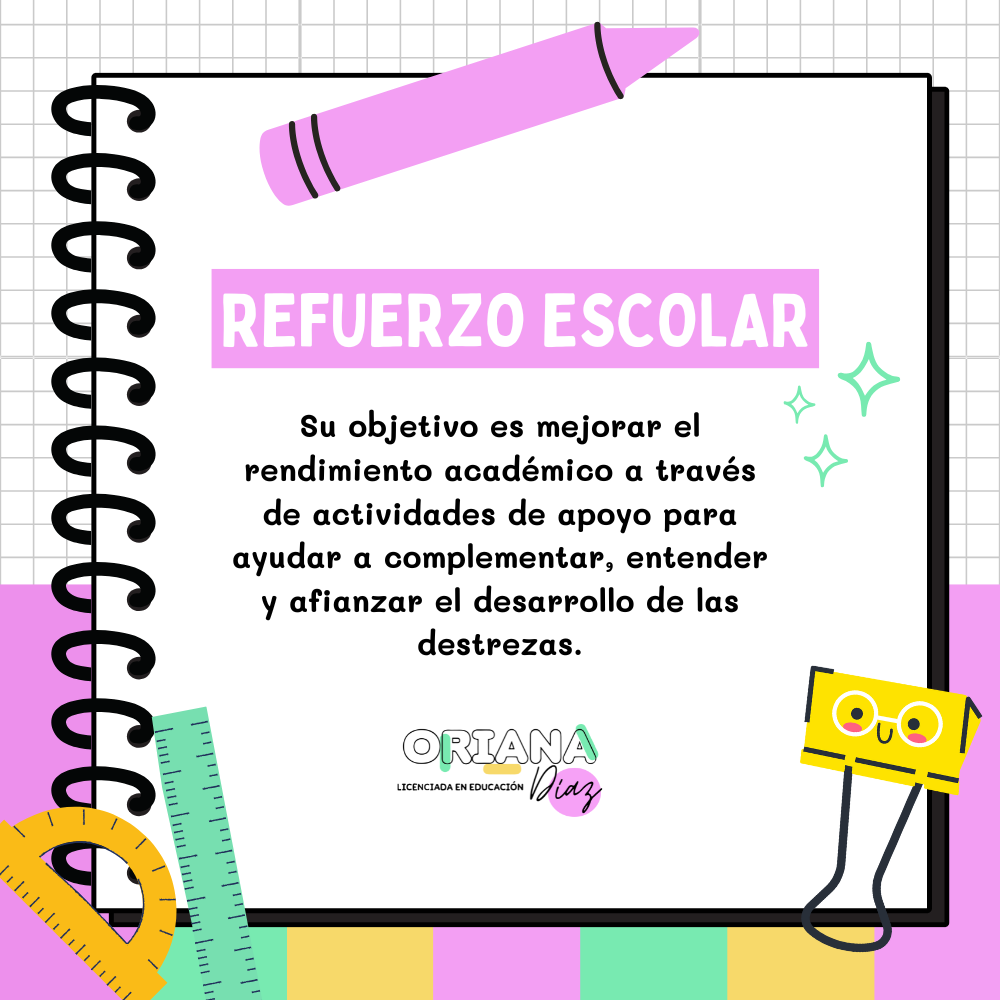 REFUERZO ESCOLAR
Su objetivo es mejorar el
rendimiento académico a través
de actividades de apoyo para
ayudar a complementar, entender
y afianzar el desarrollo de las
destrezas.
ORIANA
LICENCIADA EN EDUCACIÓN Díaz